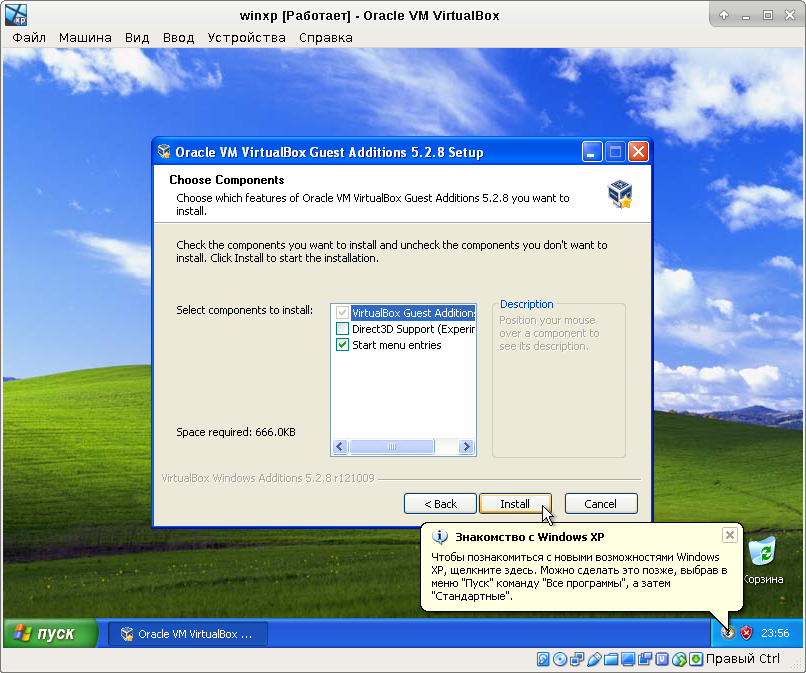 winxp [Работает] - Oracle VM VirtualBox
Файл Машина Вид Ввод Устройства Справка
Oracle VM VirtualBox Guest Additions 5.2.8 Setup
Choose Components
Choose which features of Oracle VM VirtualBox Guest Additions 5.2.8 you want to
install.
Check the components you want to install and uncheck the components you don't want to
install. Click Install to start the installation.
Select components to install:
VirtualBox Guest Additions
Direct3D Support (Experim
Start menu entries
Description
Position your mouse
over a component to
see its description.
Space required: 666.0KB
VirtualBox Windows Additions 5.2.8 r121009
< Back
Install
Cancel
Знакомство с Windows XP
Чтобы познакомиться с новыми возможностями Windows
XP, щелкните здесь. Можно сделать это позже, выбрав в
меню "Пуск" команду "Все программы", а затем
"Стандартные".
Корзина
пуск
Oracle VM VirtualBox ...
23:56
Правый Ctrl